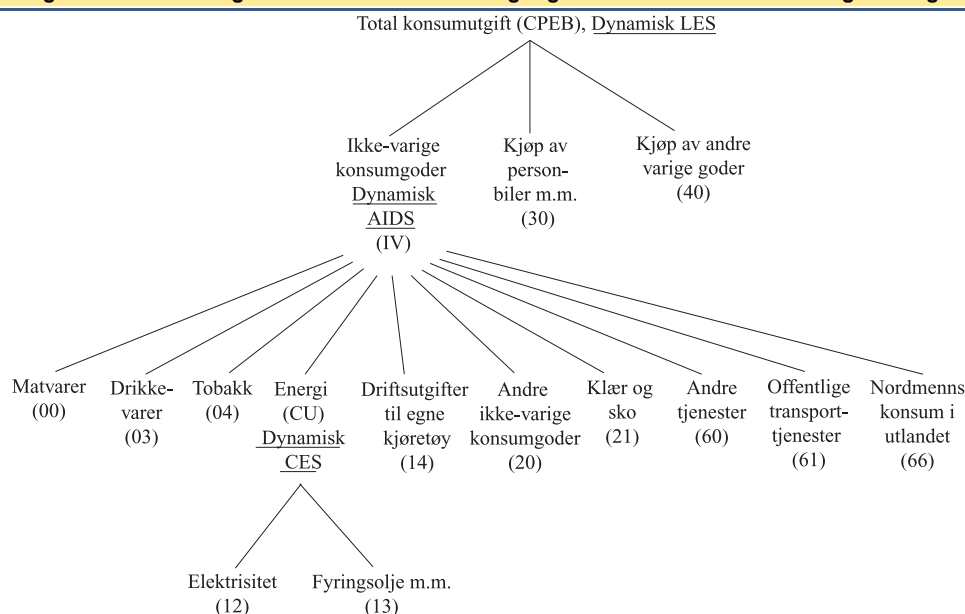 Total konsumutgift (CPEB), Dynamisk LES
Ikke-varige
konsumgoder
Dynamisk
AIDS
(IV)
Kjøp av
person-
biler m.m.
(30)
Kjøp av andre
varige goder
(40)
Matvarer
(00)
Drikke-
varer
(03)
Tobakk
(04)
Energi
(CU)
Dynamisk
CES
Driftsutgifter
til egne
kjøretøy
(14)
Andre
ikke-varige
konsumgoder
(20)
Klær og
sko
(21)
Andre
tjenester
(60)
Offentlige
transport-
tjenester
(61)
Nordmenns
konsum i
utlandet
(66)
Elektrisitet
(12)
Fyringsolje m.m.
(13)